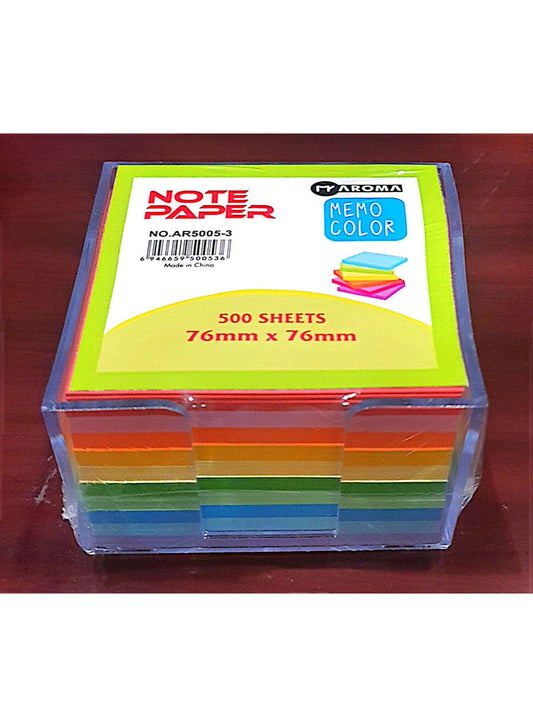 NOTE
PAPER
NO.AR5005-3
6 946659 500536
Made in China
AROMA
MEMO
COLOR
500 SHEETS
76mm x 76mm